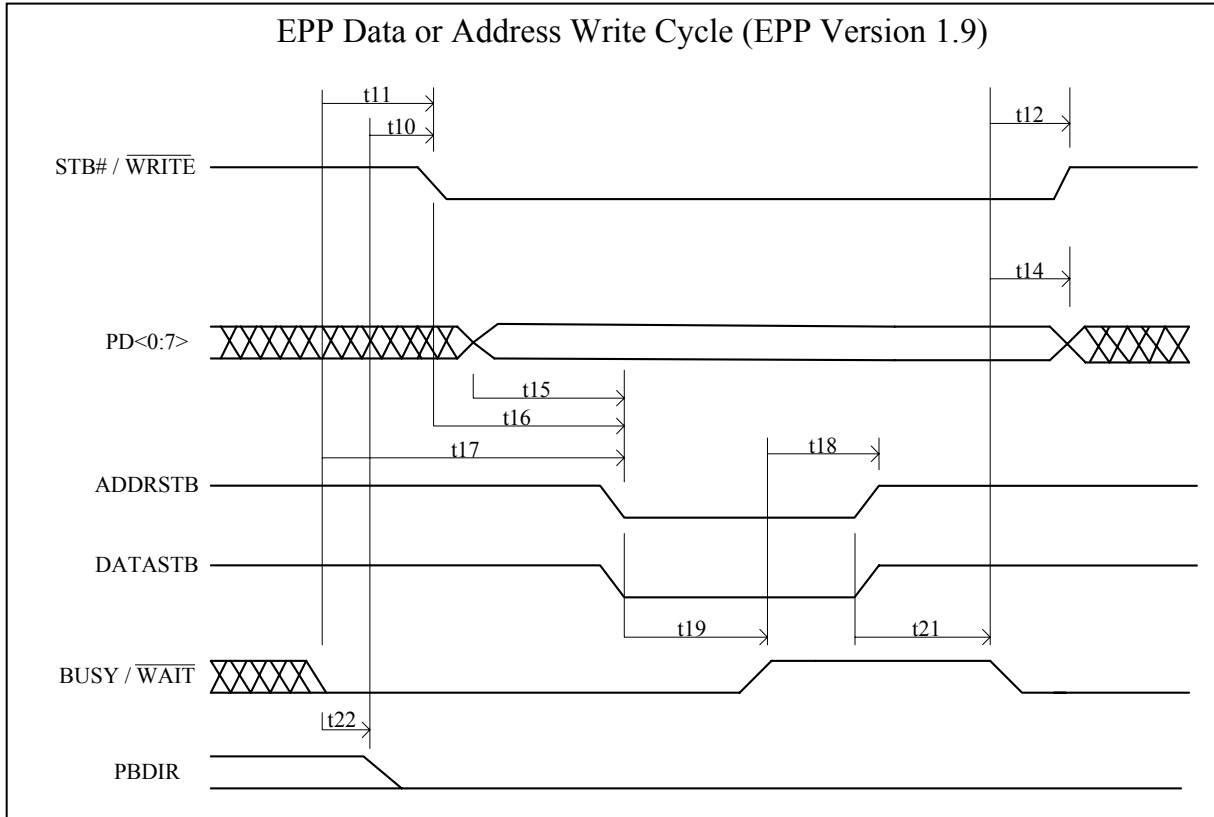 EPP Data or Address Write Cycle (EPP Version 1.9)
t11
t12
t10
STB# / WRITE
t14
PD<0:7>
t15
t16
t17
t18
ADDRSTB
DATASTB
t19
t21
BUSY / WAIT
t22
PBDIR